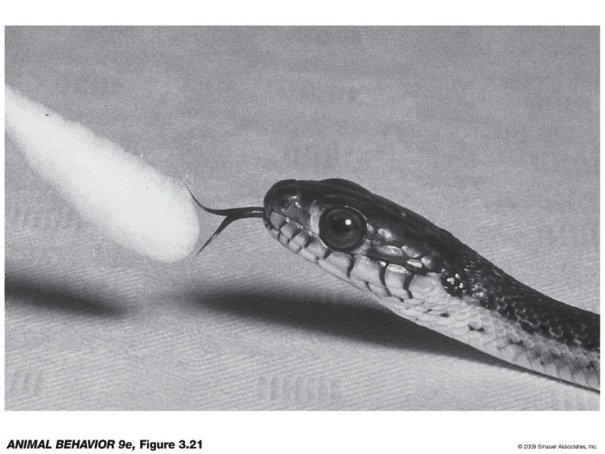 ANIMAL BEHAVIOR 9e, Figure 3.21
© 2009 Sinauer Associates, Inc.